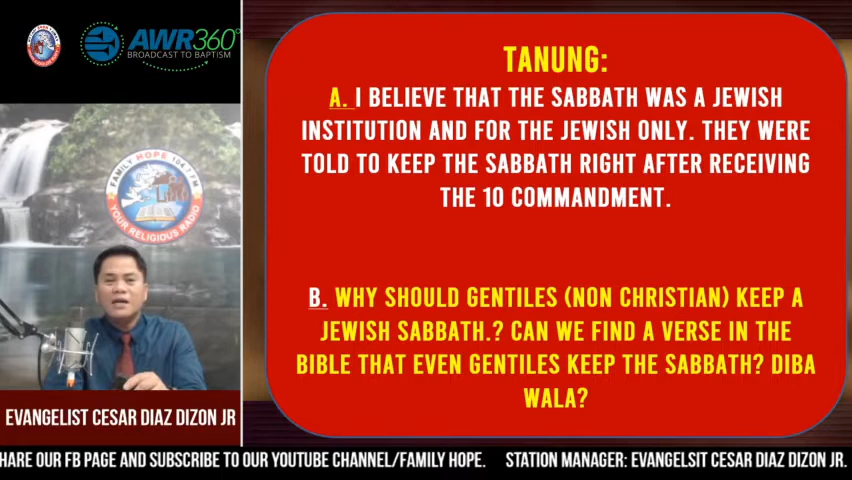 AWR360°
BROADCAST TO BAPTISM
FAMILY HOPE 104.7 FM
YOUR RELIGIOUS RADIO
EVANGELIST CESAR DIAZ DIZON JR
TANUNG:
A. I BELIEVE THAT THE SABBATH WAS A JEWISH
INSTITUTION AND FOR THE JEWISH ONLY. THEY WERE
TOLD TO KEEP THE SABBATH RIGHT AFTER RECEIVING
THE 10 COMMANDMENT.
B. WHY SHOULD GENTILES (NON CHRISTIAN) KEEP A
JEWISH SABBATH.? CAN WE FIND A VERSE IN THE
BIBLE THAT EVEN GENTILES KEEP THE SABBATH? DIBA
WALA?
HARE OUR FB PAGE AND SUBSCRIBE TO OUR YOUTUBE CHANNEL/FAMILY HOPE. STATION MANAGER: EVANGELSIT CESAR DIAZ DIZON JR.